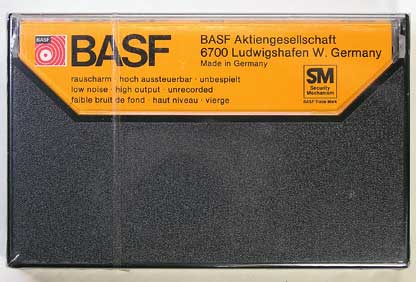 BASF
BASF
BASF Aktiengesellschaft
6700 Ludwigshafen W. Germany
Made in Germany
rauscharm · hoch aussteuerbar · unbespielt
low noise · high output · unrecorded
faible bruit de fond · haut niveau · vierge
SM
Security
Mechanism
BASF Trade Mark